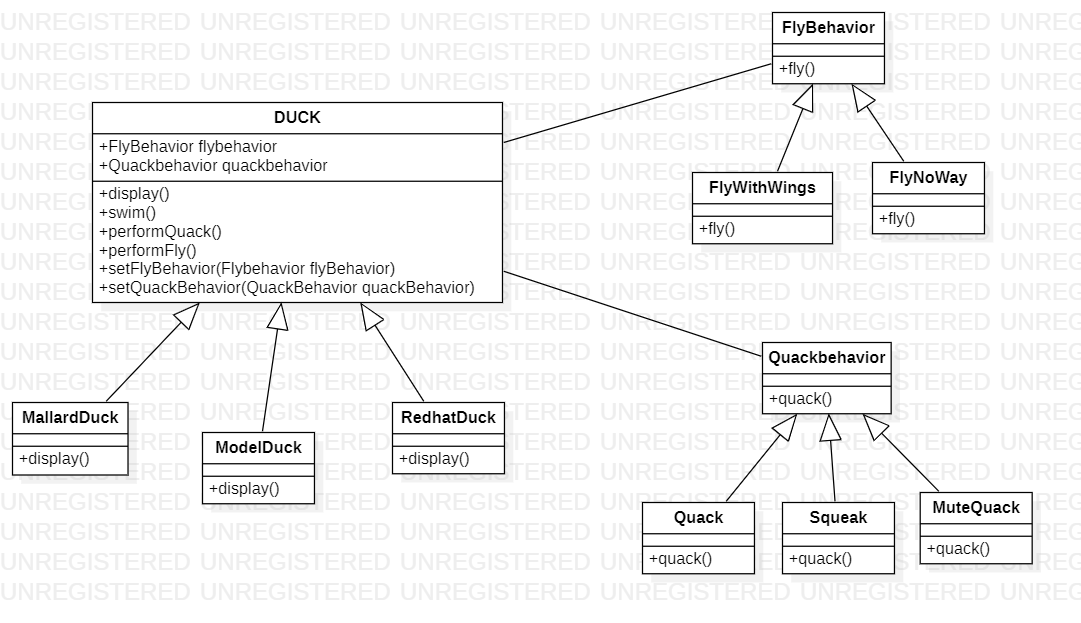 FlyBehavior
+fly()
DUCK
+FlyBehavior flybehavior
+Quackbehavior quackbehavior
+display()
+swim()
+performQuack()
+performFly()
+setFlyBehavior(Flybehavior flyBehavior)
+setQuackBehavior(QuackBehavior quackBehavior)
FlyWithWings
+fly()
FlyNoWay
+fly()
MallardDuck
+display()
ModelDuck
+display()
RedhatDuck
+display()
Quackbehavior
+quack()
Quack
+quack()
Squeak
+quack()
MuteQuack
+quack()
UNREGISTERED UNREGISTERED UNREGISTERED UNREGISTERED UNREGISTERED UNREG